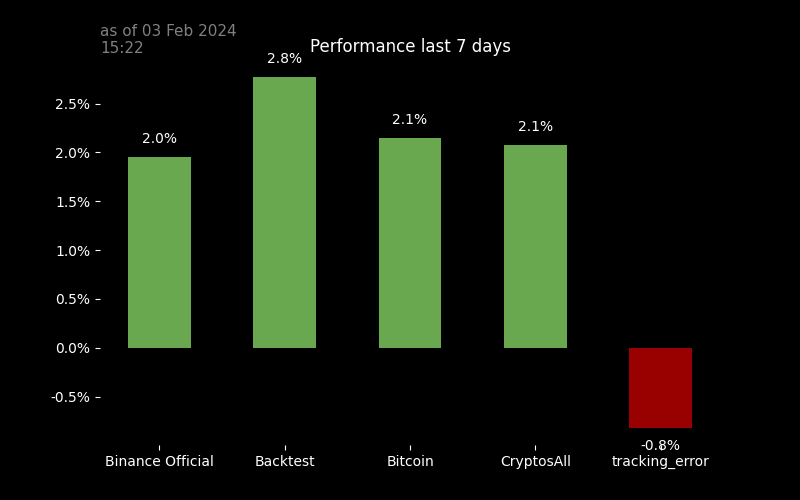 as of 03 Feb 2024
15:22
Performance last 7 days
2.8%
2.5%
2.0%
2.1%
2.1%
2.0%
1.5%
1.0%
0.5%
0.0%
-0.5%
-0.8%
Binance Official
Backtest
Bitcoin
CryptosAll
tracking_error